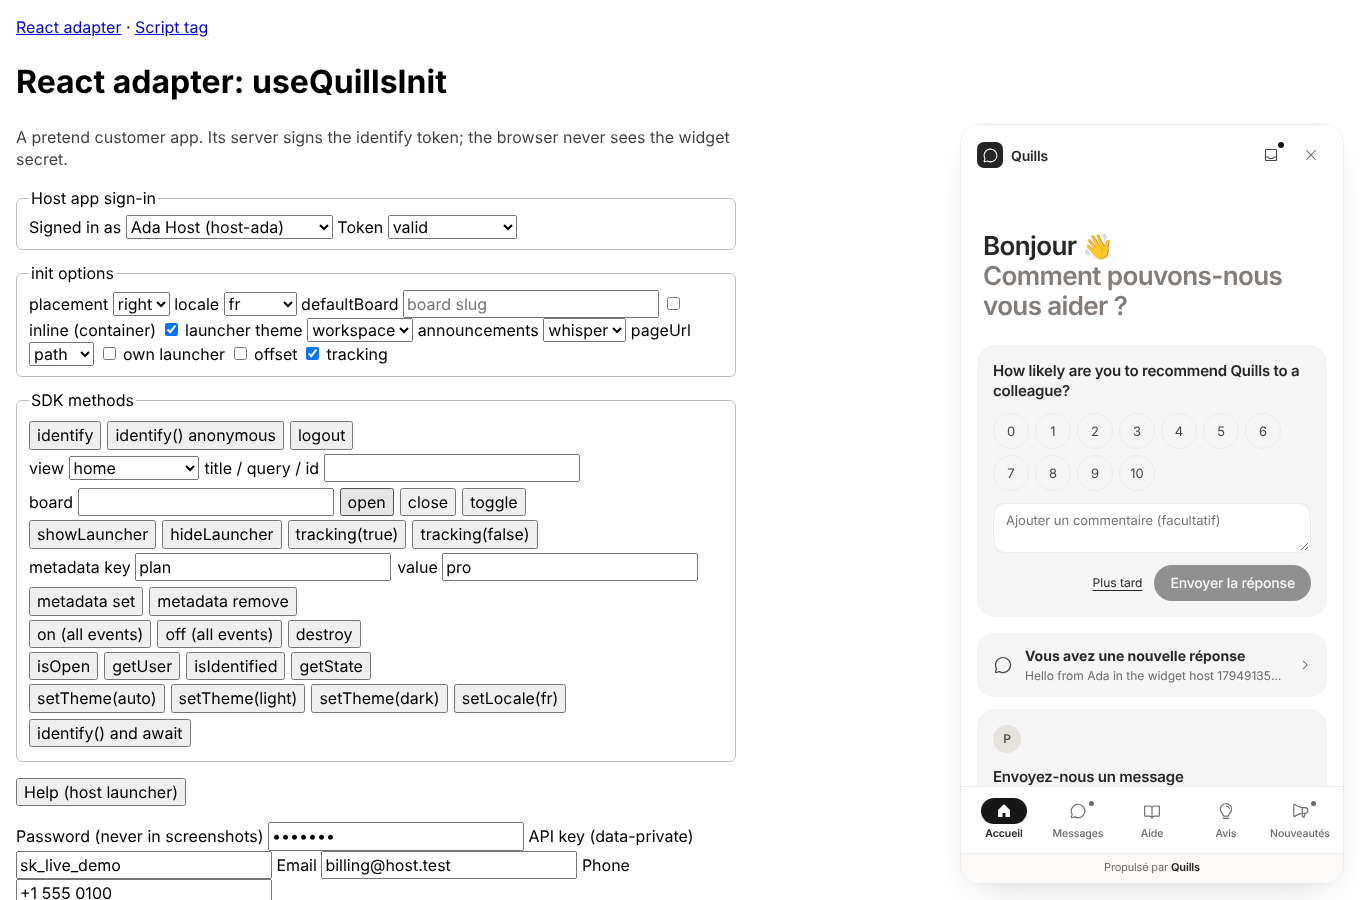 React adapter · Script tag
React adapter: useQuillsInit
A pretend customer app. Its server signs the identify token; the browser never sees the widget
secret.
Host app sign-in
Signed in as Ada Host (host-ada) Token valid
init options
placement right locale fr defaultBoard board slug
inline (container) launcher theme workspace announcements whisper pageUrl
path own launcher offset tracking
SDK methods
identify identify() anonymous logout
view home title / query / id
board open close toggle
showLauncher hideLauncher tracking(true) tracking(false)
metadata key plan value pro
metadata set metadata remove
on (all events) off (all events) destroy
isOpen getUser isIdentified getState
setTheme(auto) setTheme(light) setTheme(dark) setLocale(fr)
identify() and await
Help (host launcher)
Password (never in screenshots) ••••••• API key (data-private)
sk_live_demo Email billing@host.test Phone
+1 555 0100
Quills
Bonjour 👋
Comment pouvons-nous
vous aider ?
How likely are you to recommend Quills to a
colleague?
0 1 2 3 4 5 6
7 8 9 10
Ajouter un commentaire (facultatif)
Plus tard Envoyer la réponse
Vous avez une nouvelle réponse
Hello from Ada in the widget host 17949135...
P
Envoyez-nous un message
Accueil Messages Aide Avis Nouveautés
Propulsé par Quills